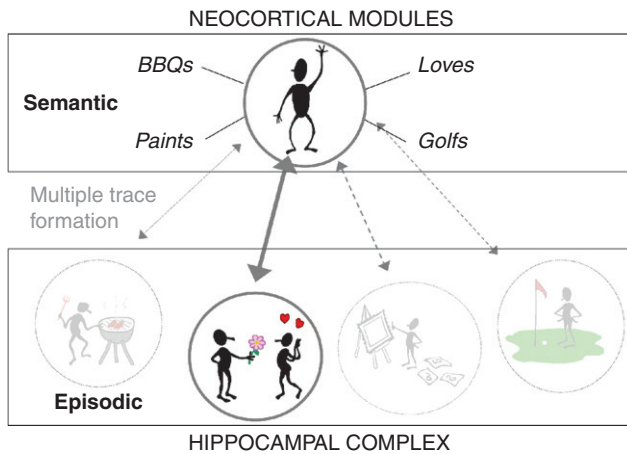 NEOCORTICAL MODULES
BBQs
Loves
Semantic
Paints
Golfs
Multiple trace
formation
Episodic
HIPPOCAMPAL COMPLEX